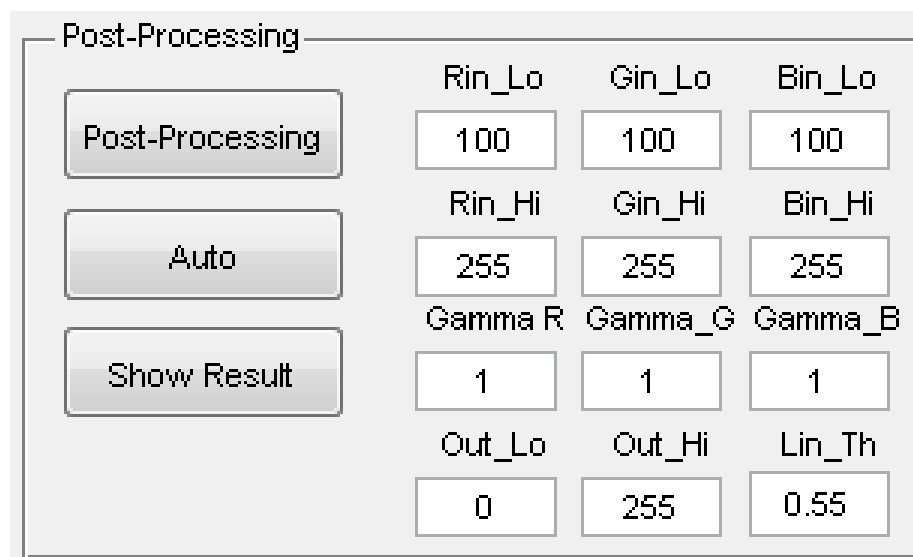 Post-Processing
Rin_Lo Gin_Lo Bin_Lo
Post-Processing 100 100 100
Rin_Hi Gin_Hi Bin_Hi
Auto 255 255 255
Gamma R Gamma_G Gamma_B
Show Result 1 1 1
Out_Lo Out_Hi Lin_Th
0 255 0.55